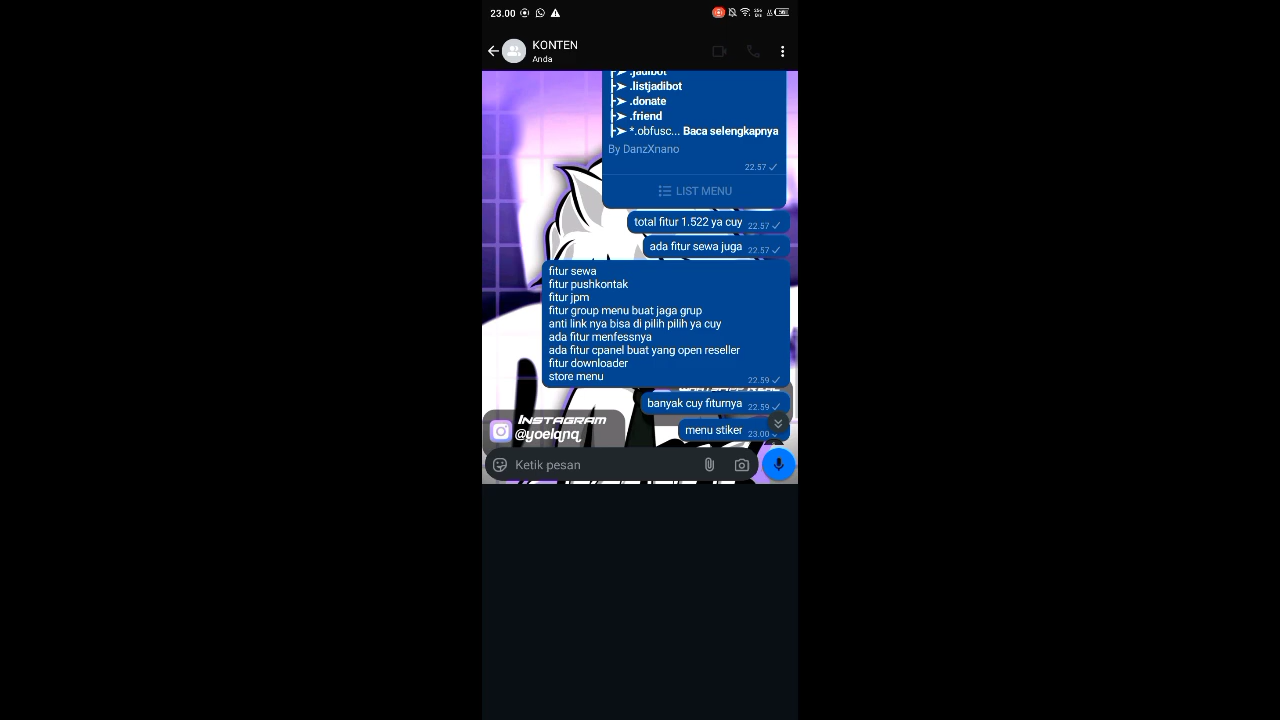 23.00
KONTEN
Anda
┣➤ .jadibot
┣➤ .listjadibot
┣➤ .donate
┣➤ .friend
┣➤ *.obfusc... Baca selengkapnya
By DanzXnano
22.57
LIST MENU
total fitur 1.522 ya cuy 22.57
ada fitur sewa juga 22.57
fitur sewa
fitur pushkontak
fitur jpm
fitur group menu buat jaga grup
anti link nya bisa di pilih pilih ya cuy
ada fitur menfessnya
ada fitur cpanel buat yang open reseller
fitur downloader
store menu
22.59
banyak cuy fiturnya 22.59
INSTAGRAM
@yoelqnq_
menu stiker 23.00
Ketik pesan